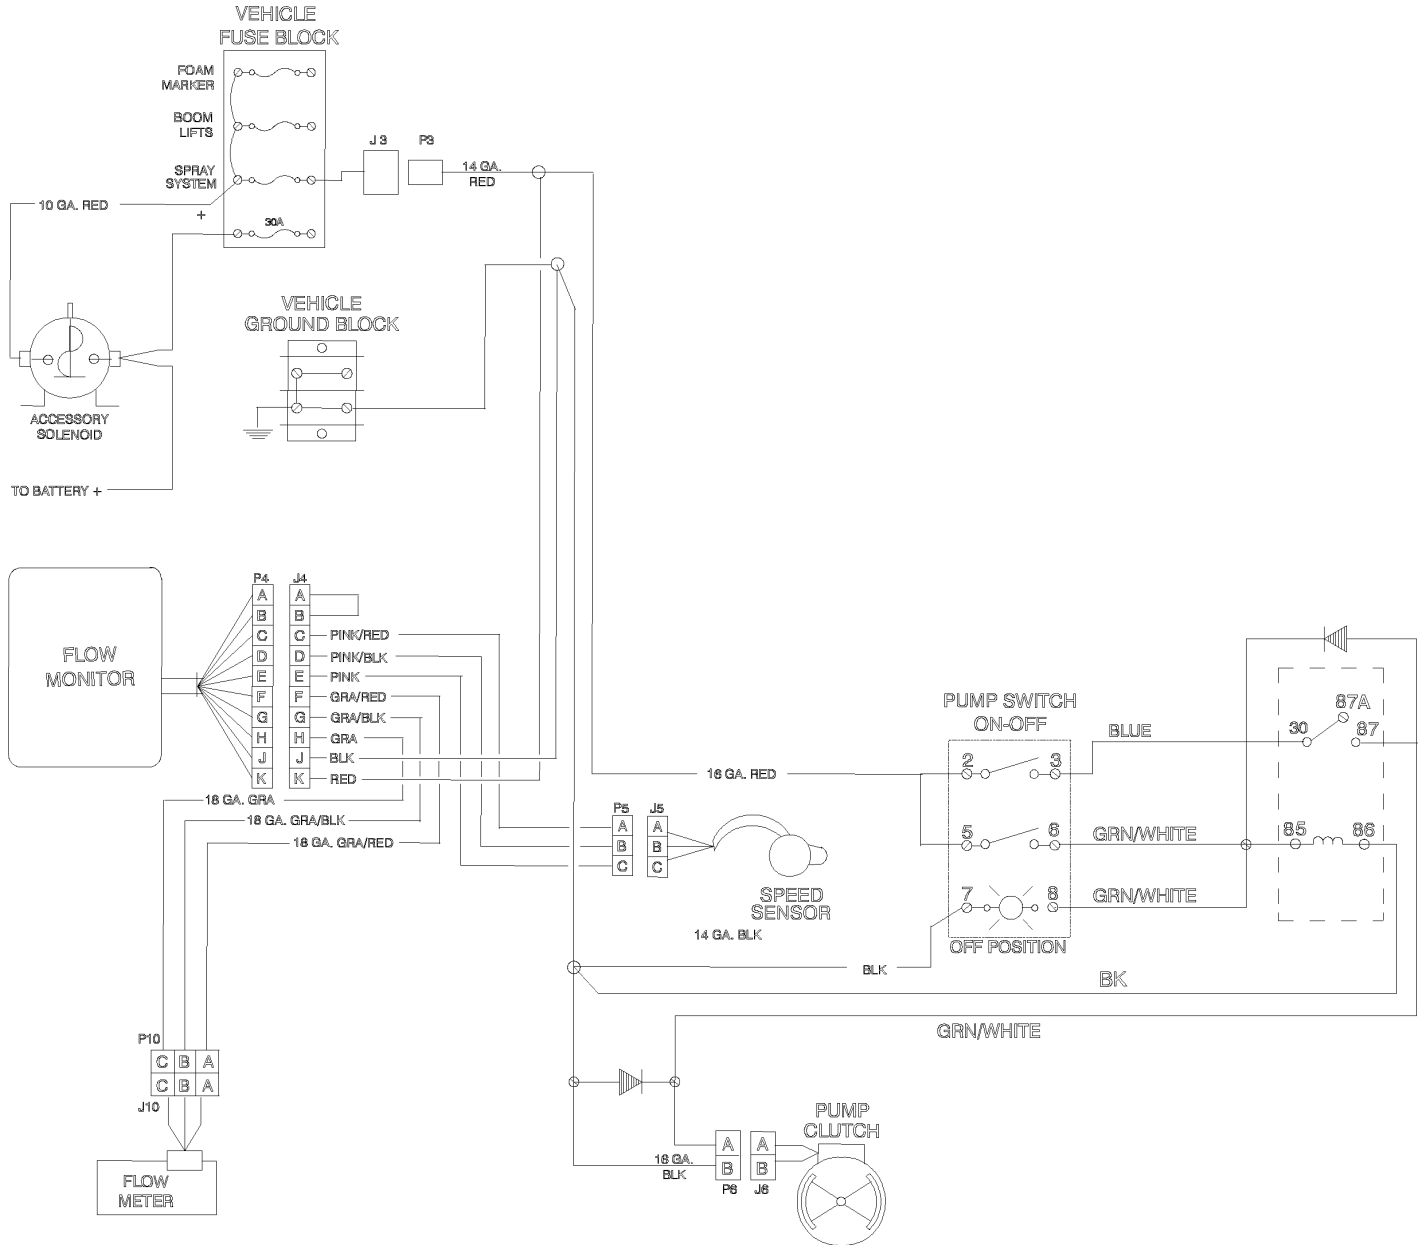 VEHICLE
FUSE BLOCK
FOAM
MARKER
BOOM
LIFTS
SPRAY
SYSTEM
J3
P3
14 GA.
RED
10 GA. RED
+
30A
VEHICLE
GROUND BLOCK
ACCESSORY
SOLENOID
TO BATTERY +
FLOW
MONITOR
P4
J4
A
A
B
B
C
C
PINK/RED
D
D
PINK/BLK
E
E
PINK
F
F
GRA/RED
G
G
GRA/BLK
H
H
GRA
J
J
BLK
K
K
RED
18 GA. GRA
18 GA. GRA/BLK
18 GA. GRA/RED
16 GA. RED
P5
J5
A
A
B
B
C
C
SPEED
SENSOR
14 GA. BLK
PUMP SWITCH
ON-OFF
2
3
5
6
7
8
OFF POSITION
BLUE
GRN/WHITE
GRN/WHITE
87A
30
87
85
86
BLK
BK
GRN/WHITE
P10
C B A
C B A
J10
FLOW
METER
PUMP
CLUTCH
16 GA.
BLK
A
A
B
B
P6
J6